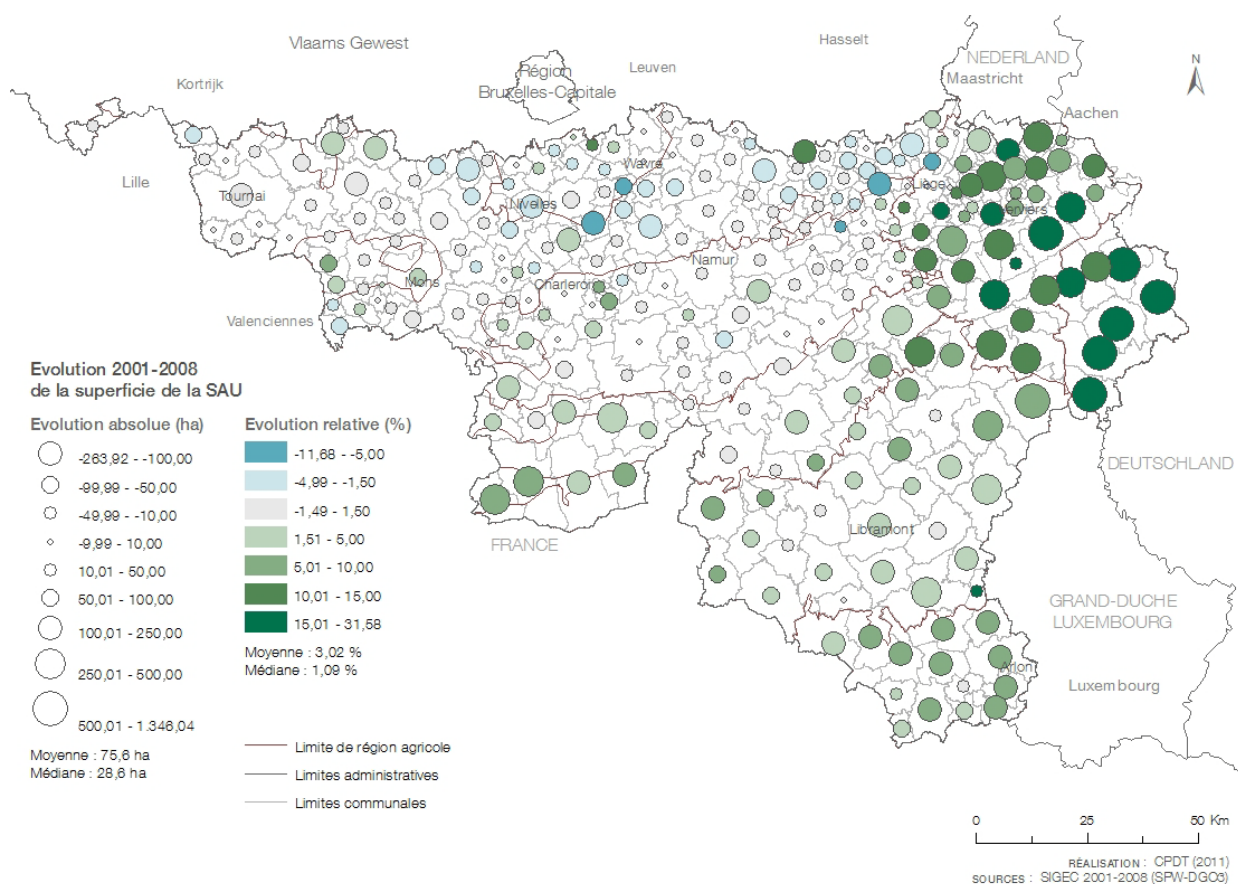 Hasselt
Vlaams Gewest
NEDERLAND
N
Région
Bruxelles-Capitale
Leuven
Maastricht
Kortrijk
Aachen
Lille
Wavre
Liège
Tournai
Nivelles
Verviers
Namur
Mons
Charleroi
Valenciennes
Evolution 2001-2008
de la superficie de la SAU
Evolution absolue (ha)
-263,92 - -100,00
-99,99 - -50,00
-49,99 - -10,00
-9,99 - 10,00
10,01 - 50,00
50,01 - 100,00
100,01 - 250,00
250,01 - 500,00
500,01 - 1.346,04
Moyenne : 75,6 ha
Médiane : 28,6 ha
Evolution relative (%)
-11,68 - -5,00
-4,99 - -1,50
-1,49 - 1,50
1,51 - 5,00
5,01 - 10,00
10,01 - 15,00
15,01 - 31,58
Moyenne : 3,02 %
Médiane : 1,09 %
Limite de région agricole
Limites administratives
Limites communales
DEUTSCHLAND
FRANCE
Libramont
GRAND-DUCHE
LUXEMBOURG
Arlon
Luxembourg
0 25 50 Km
RÉALISATION : CPDT (2011)
SOURCES : SIGEC 2001-2008 (SPW-DGO3)